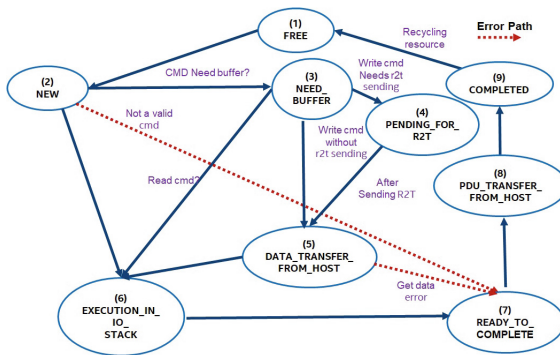 (1)
FREE
Recycling
resource
Error Path
(2)
NEW
CMD Need buffer?
(3)
NEED_
BUFFER
Write cmd
Needs r2t
sending
(9)
COMPLETED
Not a valid
cmd
Write cmd
without
r2t sending
(4)
PENDING_FOR_
R2T
Read cmd?
After
Sending R2T
(8)
PDU_TRANSFER_
FROM_HOST
(5)
DATA_TRANSFER_
FROM_HOST
Get data
error
(6)
EXECUTION_IN_
IO_
STACK
(7)
READY_TO_
COMPLETE